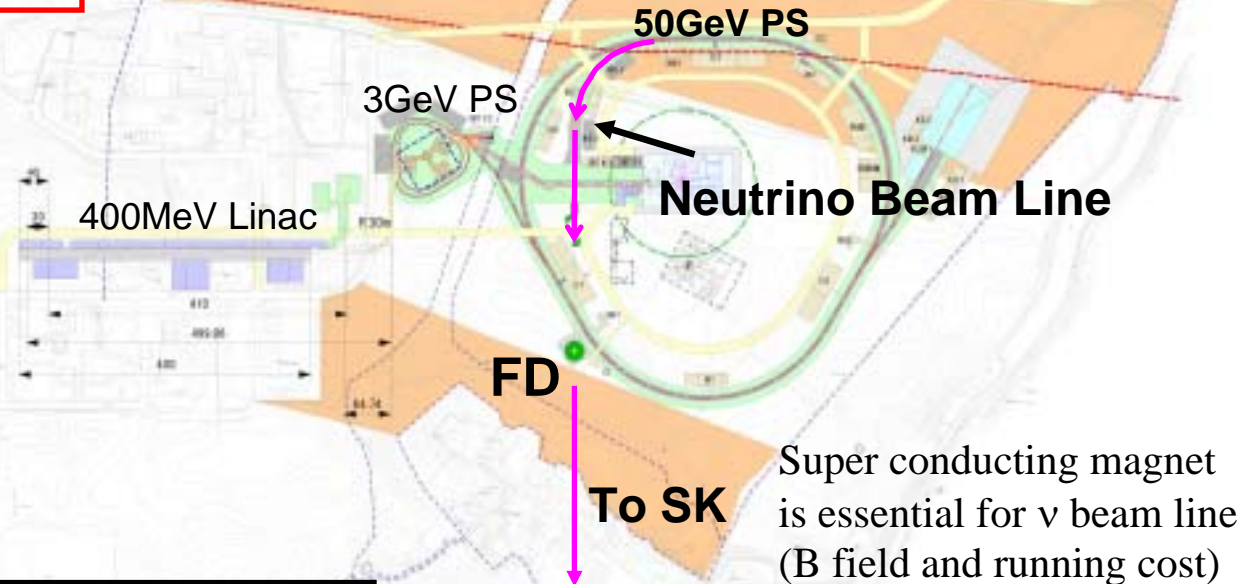 50GeV PS
3GeV PS
Neutrino Beam Line
400MeV Linac
FD
To SK
Super conducting magnet
is essential for ν beam line
(B field and running cost)